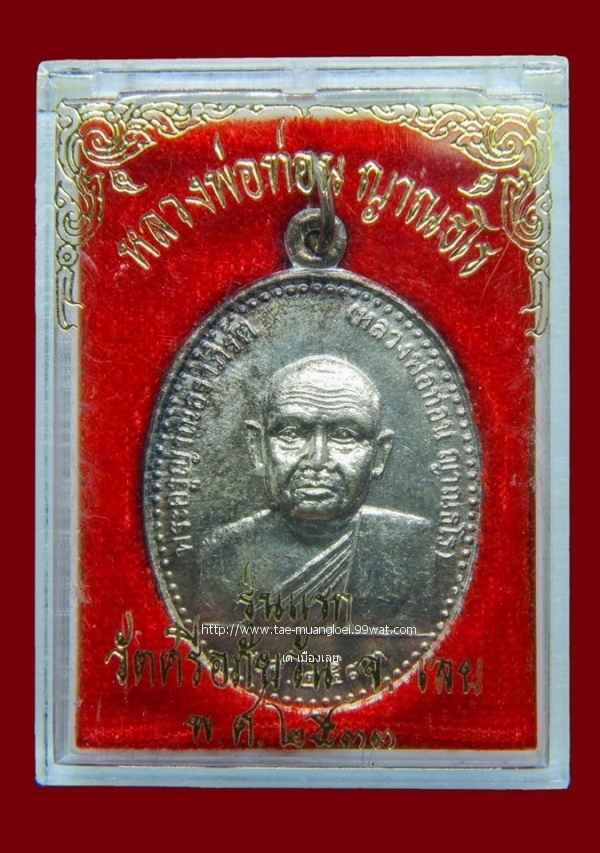 หลวงพ่อท่อน ญาณธโร
พระครูญาณธราภิรัต (หลวงพ่อท่อน ญาณธโร)
รุ่นแรก
http://www.tae-muangloei.99wat.com
เต้ เมืองเลย
วัดศรีอภัยวัน จ. เลย
พ.ศ. ๒๕๓๓